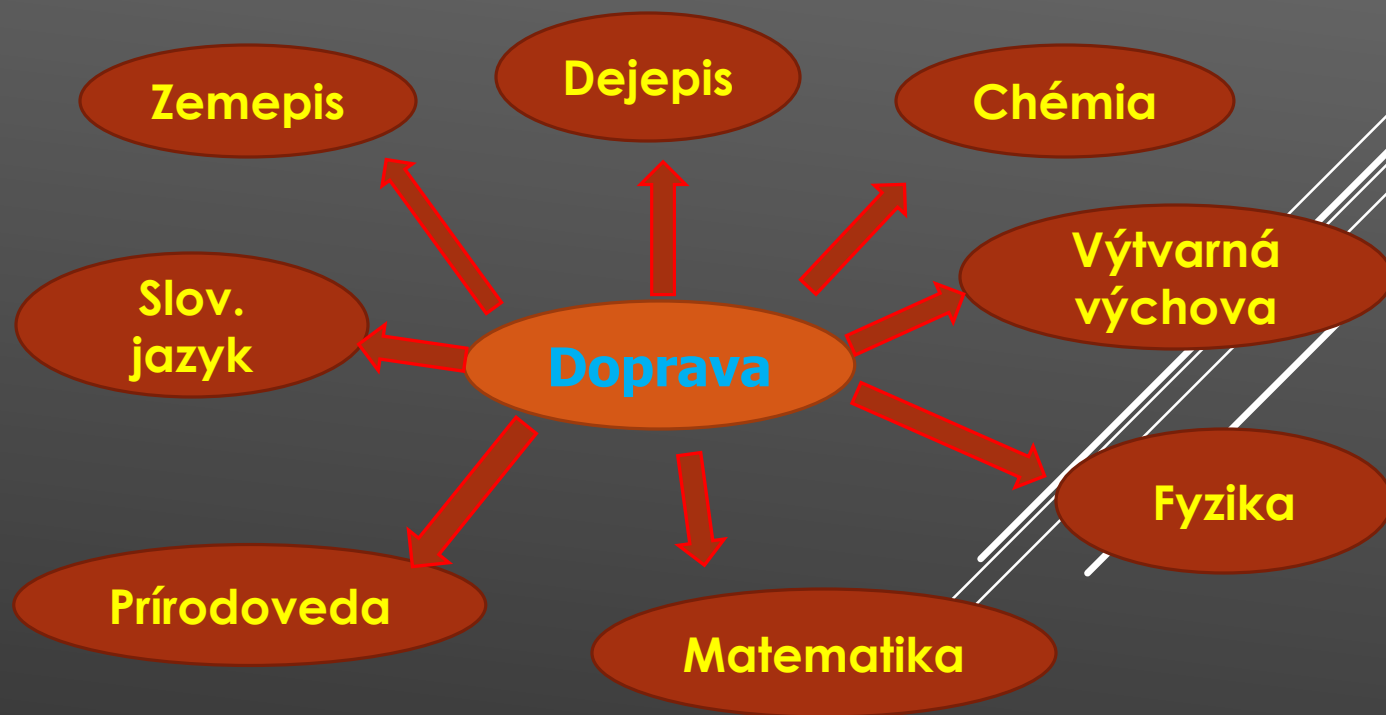 Zemepis
Dejepis
Chémia
Slov.
jazyk
Doprava
Výtvarná
výchova
Fyzika
Prírodoveda
Matematika